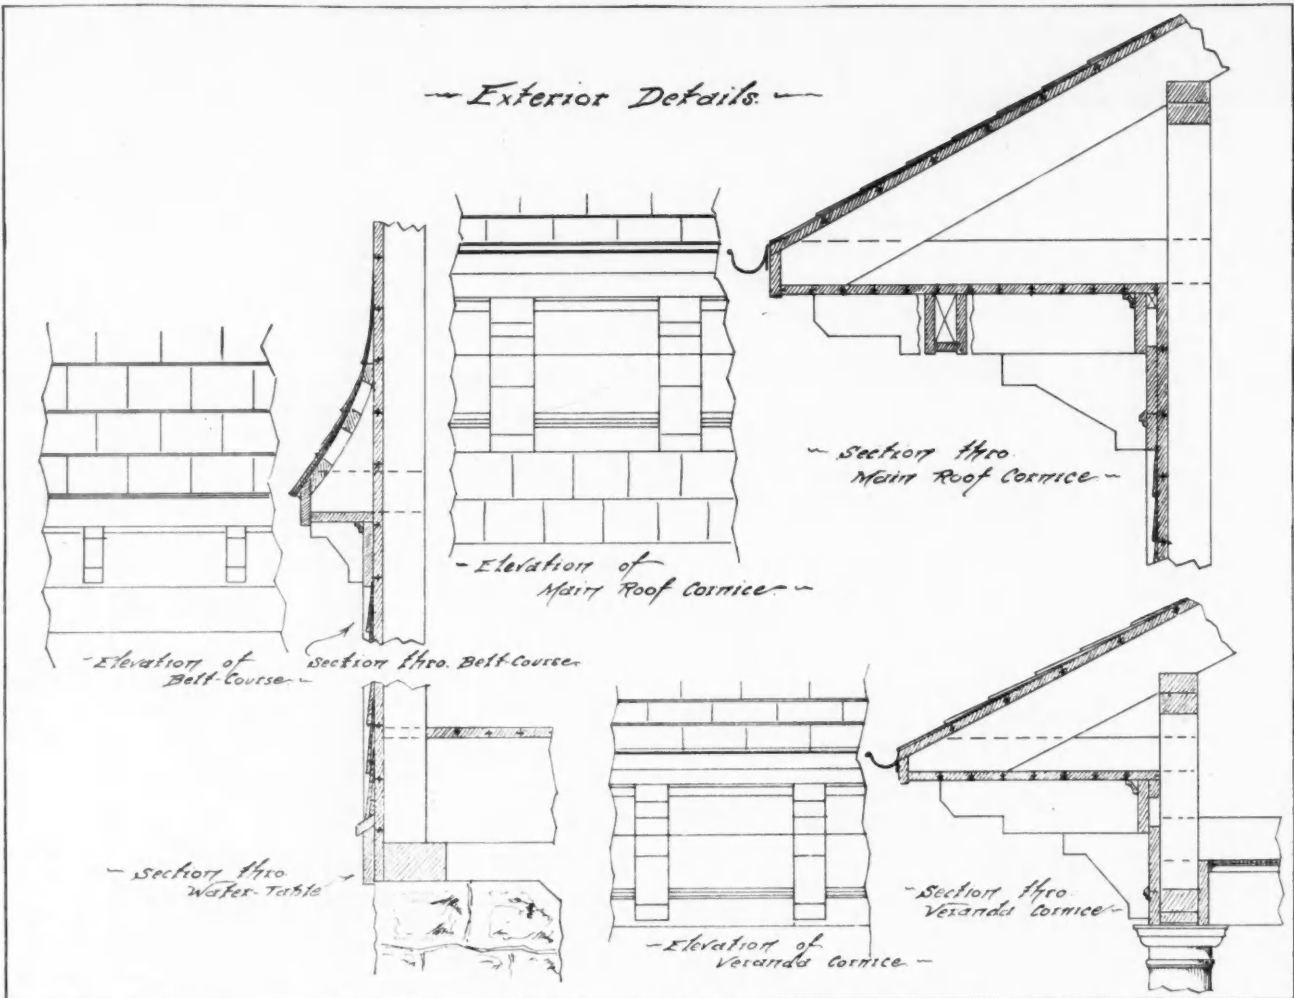 ~ Exterior Details. ~
~ Section thro.
Main Roof Cornice ~
- Elevation of
Main Roof Cornice. ~
- Elevation of
Belt-Course. ~
Section thro. Belt-Course.
~ Section thro.
Water-Table
~ Section thro.
Veranda Cornice ~
~ Elevation of
Veranda Cornice ~